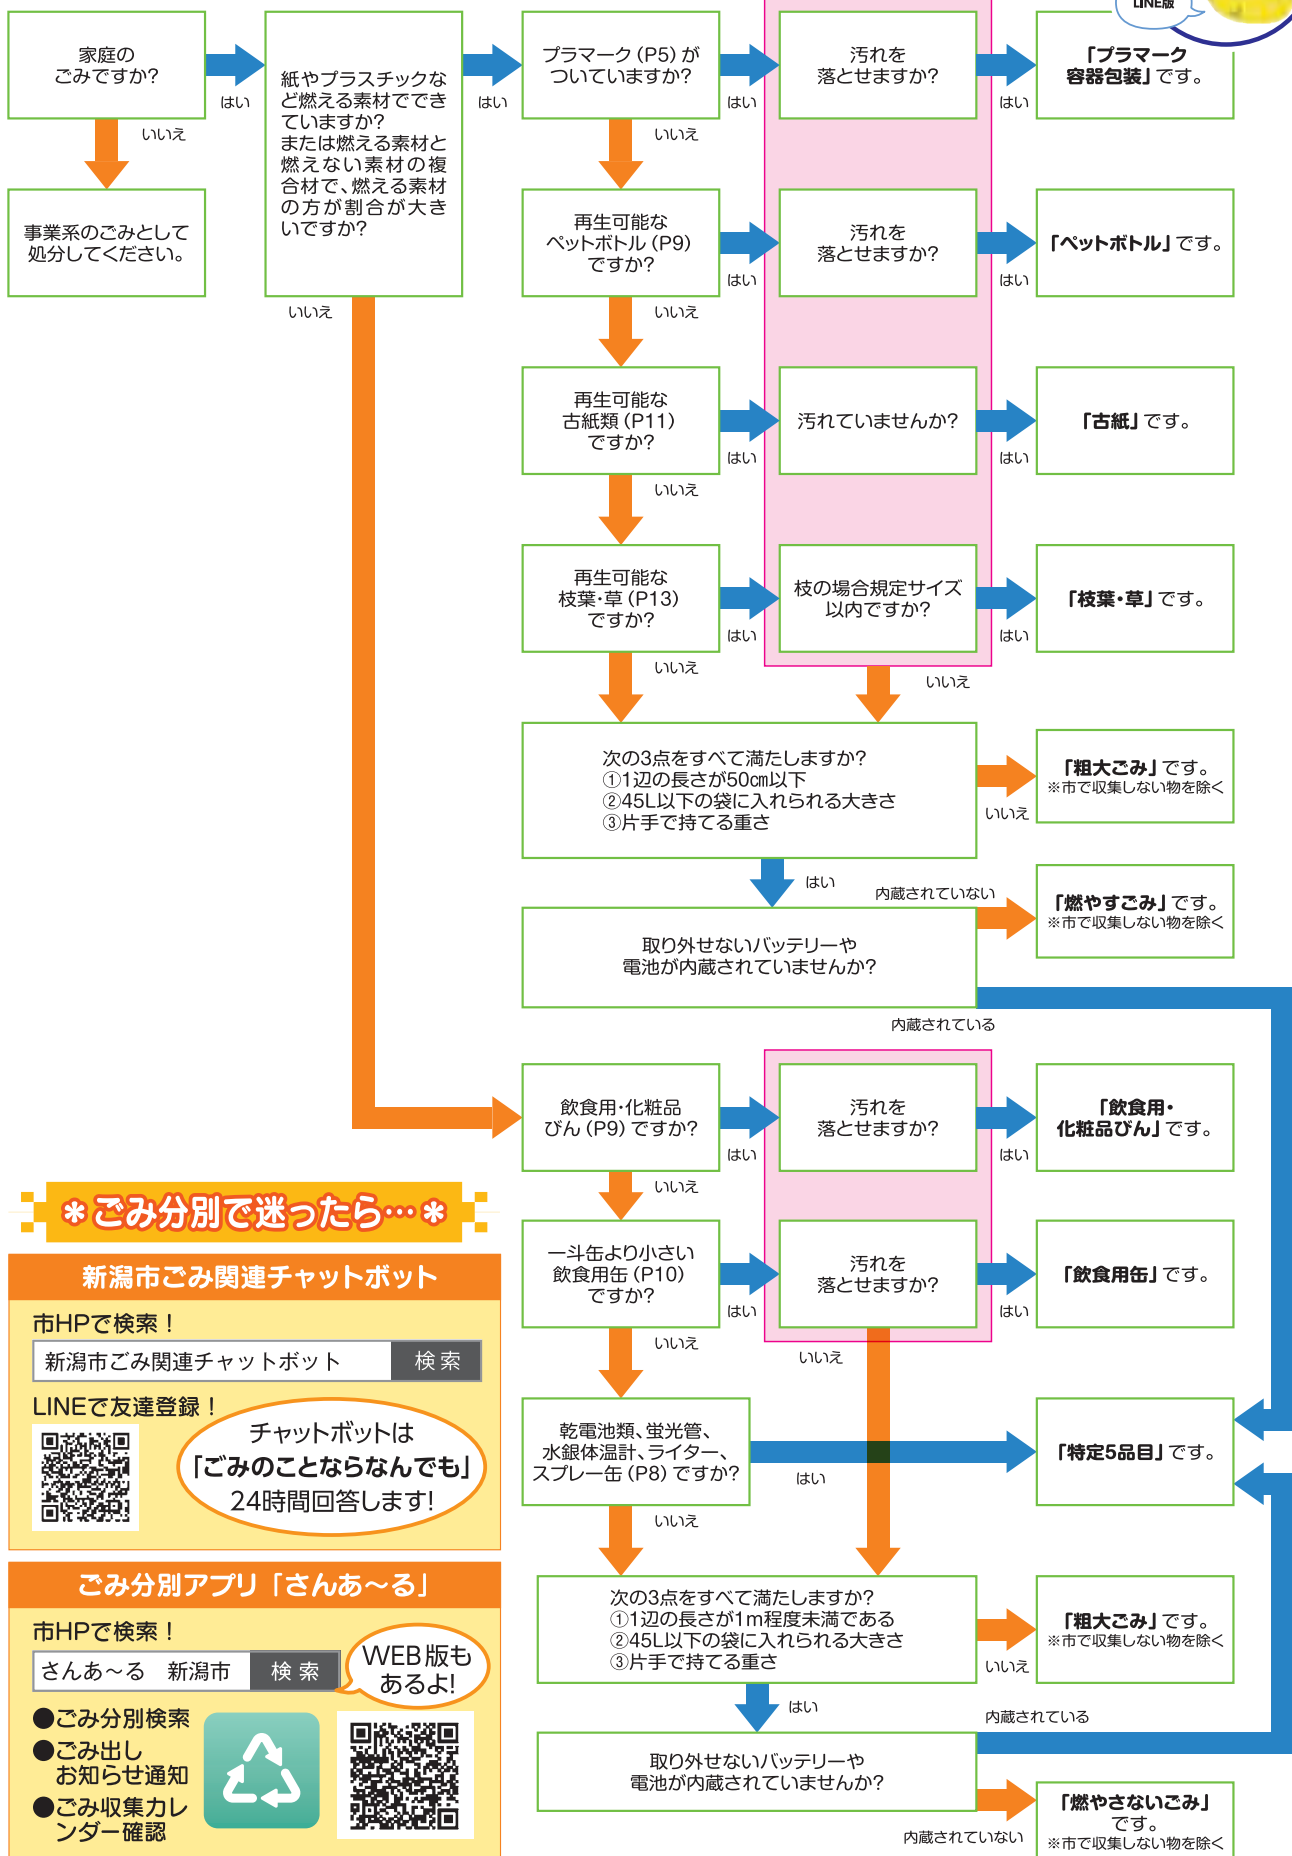 LINE版
家庭の
ごみですか?
はい
いいえ
事業系のごみとして
処分してください。
紙やプラスチックな
ど燃える素材ででき
ていますか?
または燃える素材と
燃えない素材の複
合材で、燃える素材
の方が割合が大き
いですか?
はい
いいえ
プラマーク(P5)が
ついていますか?
はい
いいえ
汚れを
落とせますか?
はい
「プラマーク
容器包装」です。
再生可能な
ペットボトル(P9)
ですか?
はい
いいえ
汚れを
落とせますか?
はい
「ペットボトル」です。
再生可能な
古紙類(P11)
ですか?
はい
いいえ
汚れていませんか?
はい
「古紙」です。
再生可能な
枝葉・草(P13)
ですか?
はい
いいえ
枝の場合規定サイズ
以内ですか?
はい
いいえ
「枝葉・草」です。
次の3点をすべて満たしますか?
①1辺の長さが50㎝以下
②45L以下の袋に入れられる大きさ
③片手で持てる重さ
いいえ
「粗大ごみ」です。
※市で収集しない物を除く
はい
取り外せないバッテリーや
電池が内蔵されていませんか?
内蔵されていない
「燃やすごみ」です。
※市で収集しない物を除く
内蔵されている
飲食用・化粧品
びん(P9)ですか?
はい
いいえ
汚れを
落とせますか?
はい
「飲食用・
化粧品びん」です。
一斗缶より小さい
飲食用缶(P10)
ですか?
はい
いいえ
汚れを
落とせますか?
はい
いいえ
「飲食用缶」です。
乾電池類、蛍光管、
水銀体温計、ライター、
スプレー缶(P8)ですか?
はい
いいえ
「特定5品目」です。
次の3点をすべて満たしますか?
①1辺の長さが1m程度未満である
②45L以下の袋に入れられる大きさ
③片手で持てる重さ
いいえ
「粗大ごみ」です。
※市で収集しない物を除く
はい
取り外せないバッテリーや
電池が内蔵されていませんか?
内蔵されている
内蔵されていない
「燃やさないごみ」
です。
※市で収集しない物を除く
＊ごみ分別で迷ったら…＊
新潟市ごみ関連チャットボット
市HPで検索！
新潟市ごみ関連チャットボット 検索
LINEで友達登録！
チャットボットは
「ごみのことならなんでも」
24時間回答します!
ごみ分別アプリ「さんあ〜る」
市HPで検索！
さんあ〜る 新潟市 検索
WEB版も
あるよ!
●ごみ分別検索
●ごみ出し
お知らせ通知
●ごみ収集カレ
ンダー確認